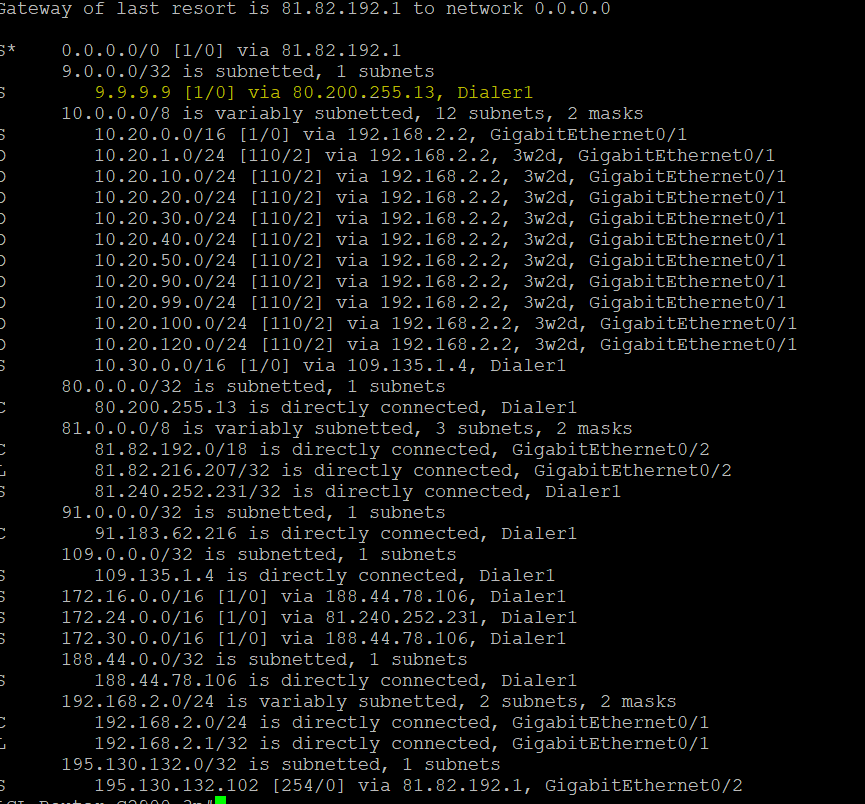 Gateway of last resort is 81.82.192.1 to network 0.0.0.0
S*    0.0.0.0/0 [1/0] via 81.82.192.1
      9.0.0.0/32 is subnetted, 1 subnets
S        9.9.9.9 [1/0] via 80.200.255.13, Dialer1
      10.0.0.0/8 is variably subnetted, 12 subnets, 2 masks
S        10.20.0.0/16 [1/0] via 192.168.2.2, GigabitEthernet0/1
O        10.20.1.0/24 [110/2] via 192.168.2.2, 3w2d, GigabitEthernet0/1
O        10.20.10.0/24 [110/2] via 192.168.2.2, 3w2d, GigabitEthernet0/1
O        10.20.20.0/24 [110/2] via 192.168.2.2, 3w2d, GigabitEthernet0/1
O        10.20.30.0/24 [110/2] via 192.168.2.2, 3w2d, GigabitEthernet0/1
O        10.20.40.0/24 [110/2] via 192.168.2.2, 3w2d, GigabitEthernet0/1
O        10.20.50.0/24 [110/2] via 192.168.2.2, 3w2d, GigabitEthernet0/1
O        10.20.90.0/24 [110/2] via 192.168.2.2, 3w2d, GigabitEthernet0/1
O        10.20.99.0/24 [110/2] via 192.168.2.2, 3w2d, GigabitEthernet0/1
O        10.20.100.0/24 [110/2] via 192.168.2.2, 3w2d, GigabitEthernet0/1
O        10.20.120.0/24 [110/2] via 192.168.2.2, 3w2d, GigabitEthernet0/1
S        10.30.0.0/16 [1/0] via 109.135.1.4, Dialer1
      80.0.0.0/32 is subnetted, 1 subnets
C        80.200.255.13 is directly connected, Dialer1
      81.0.0.0/8 is variably subnetted, 3 subnets, 2 masks
C        81.82.192.0/18 is directly connected, GigabitEthernet0/2
L        81.82.216.207/32 is directly connected, GigabitEthernet0/2
S        81.240.252.231/32 is directly connected, Dialer1
      91.0.0.0/32 is subnetted, 1 subnets
C        91.183.62.216 is directly connected, Dialer1
      109.0.0.0/32 is subnetted, 1 subnets
S        109.135.1.4 is directly connected, Dialer1
S     172.16.0.0/16 [1/0] via 188.44.78.106, Dialer1
S     172.24.0.0/16 [1/0] via 81.240.252.231, Dialer1
S     172.30.0.0/16 [1/0] via 188.44.78.106, Dialer1
      188.44.0.0/32 is subnetted, 1 subnets
S        188.44.78.106 is directly connected, Dialer1
      192.168.2.0/24 is variably subnetted, 2 subnets, 2 masks
C        192.168.2.0/24 is directly connected, GigabitEthernet0/1
L        192.168.2.1/32 is directly connected, GigabitEthernet0/1
      195.130.132.0/32 is subnetted, 1 subnets
S        195.130.132.102 [254/0] via 81.82.192.1, GigabitEthernet0/2